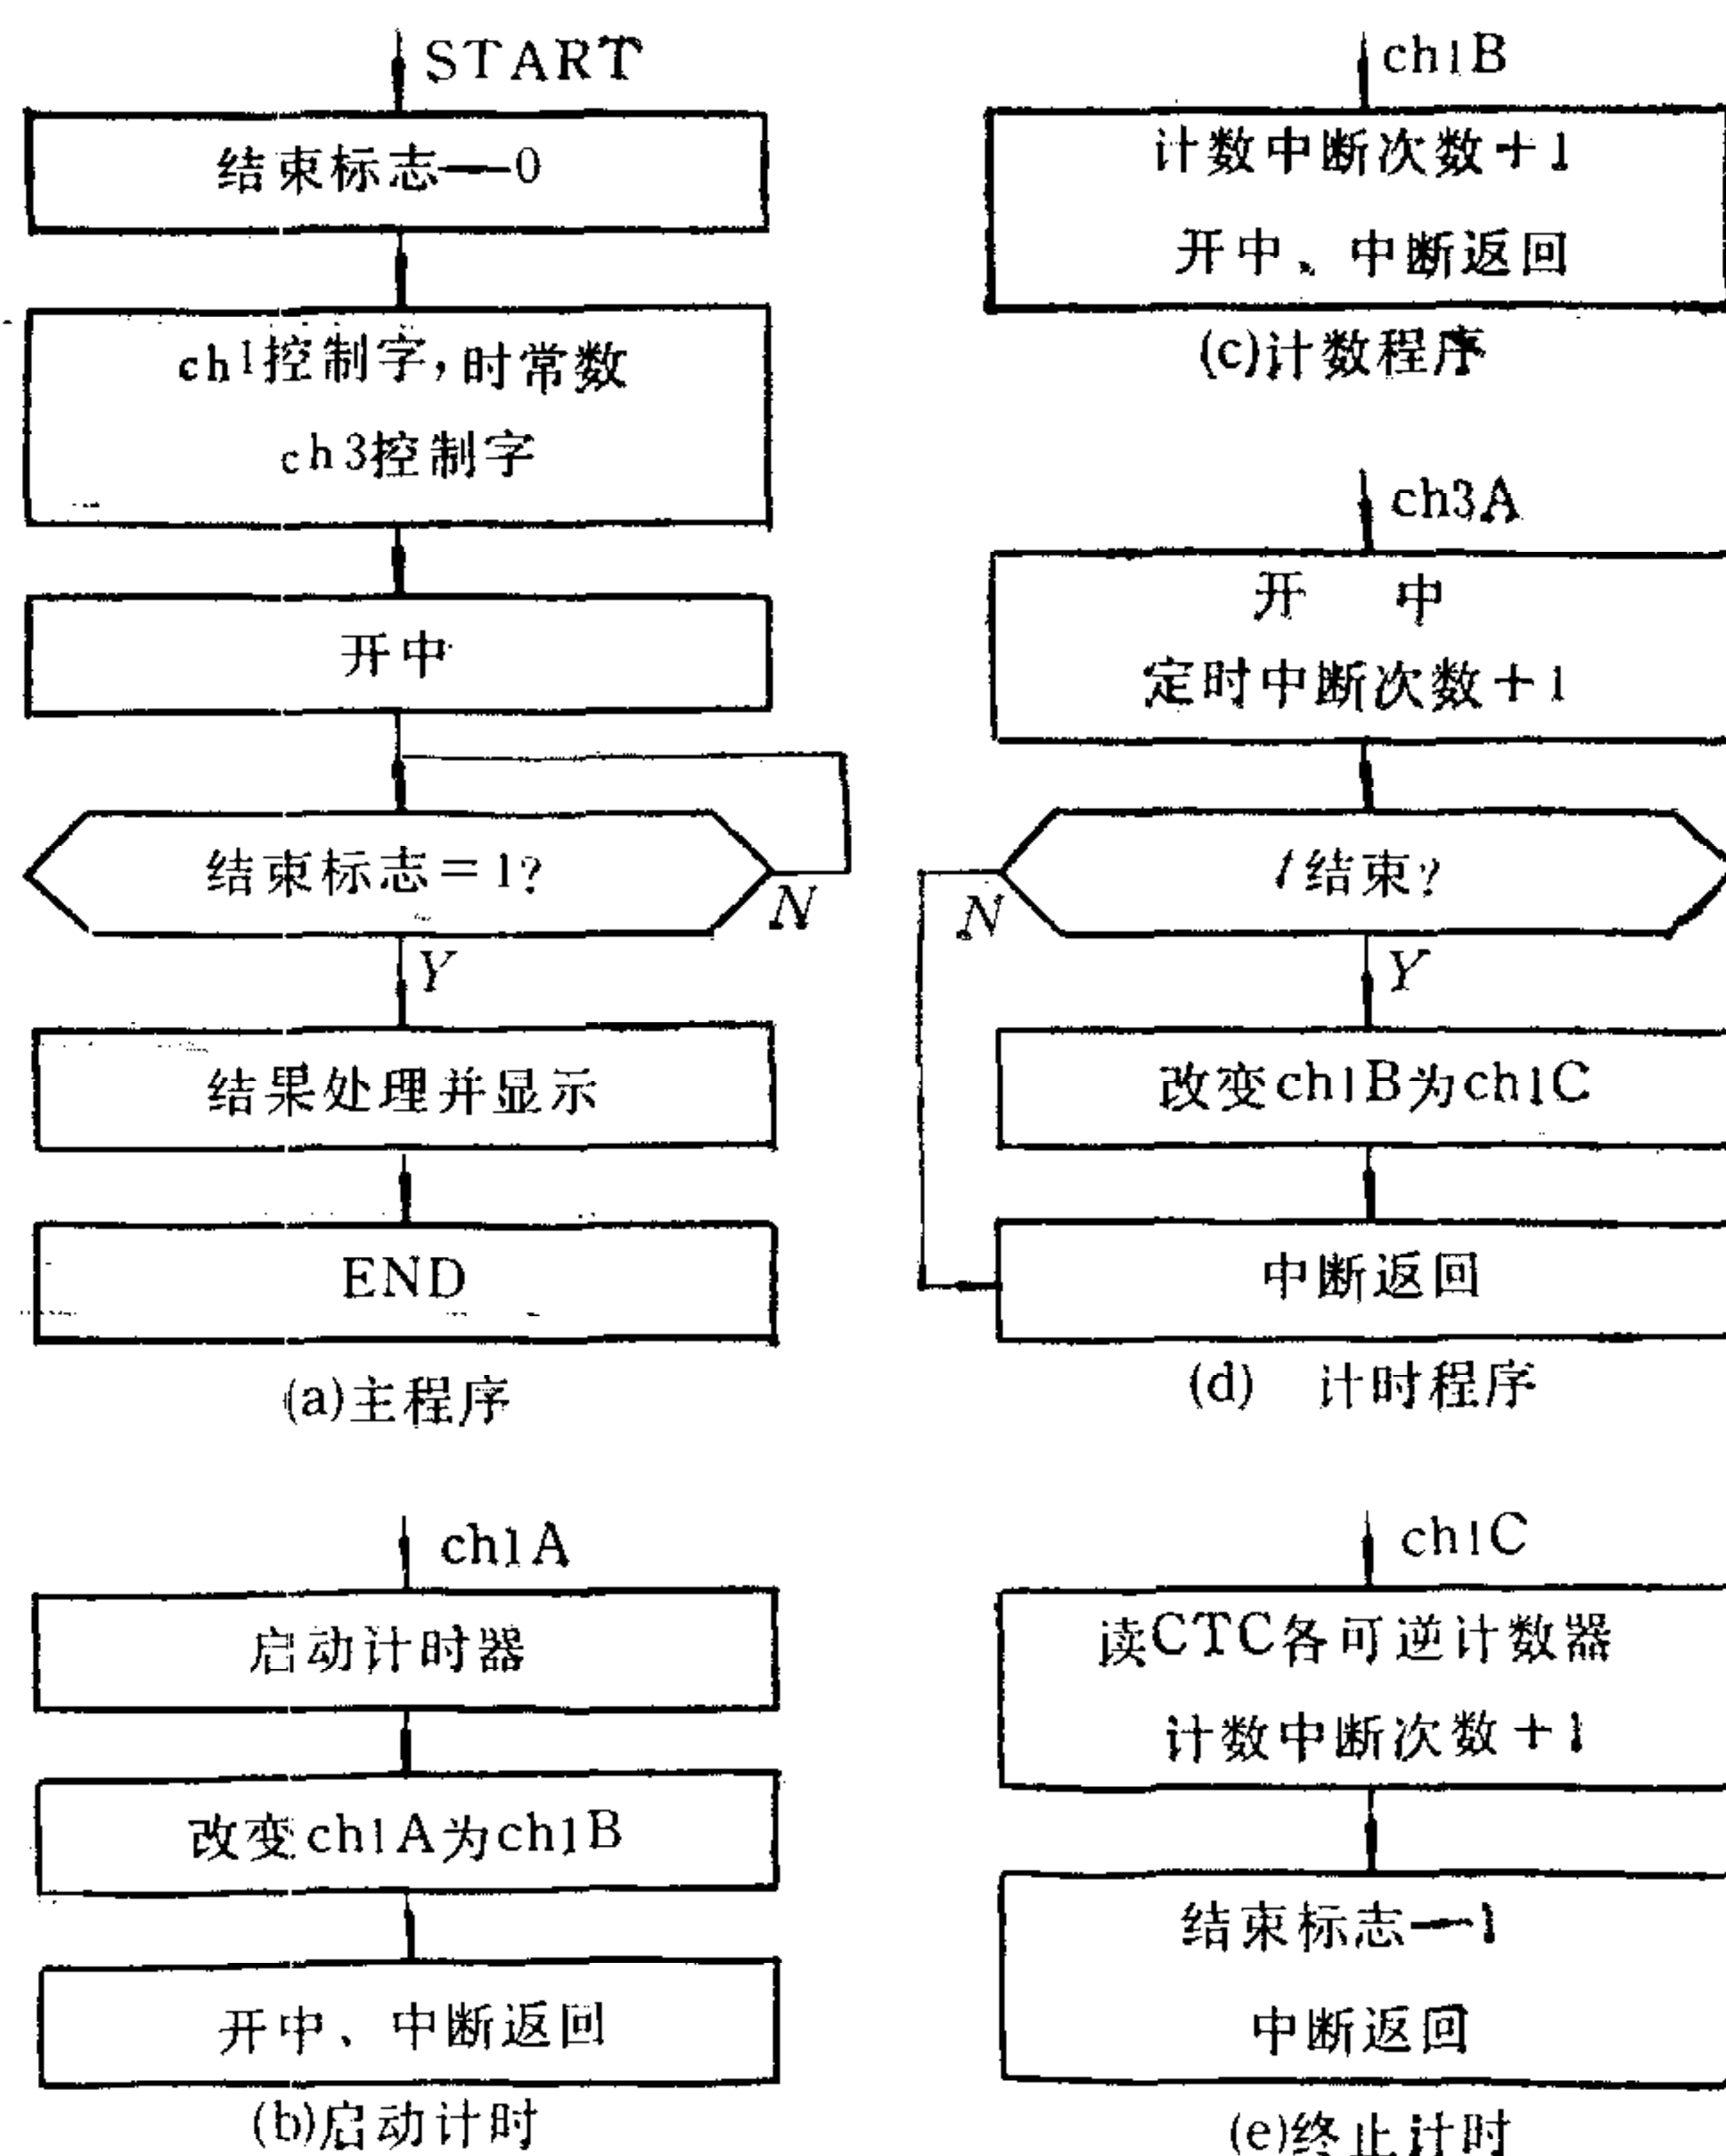 START
结束标志—0
ch1控制字,时常数
ch3控制字
开中
结束标志=1?
N
Y
结果处理并显示
END
(a)主程序
ch1A
启动计时器
改变ch1A为ch1B
开中、中断返回
(b)启动计时
ch1B
计数中断次数+1
开中、中断返回
(c)计数程序
ch3A
开 中
定时中断次数+1
结束?
N
Y
改变ch1B为ch1C
中断返回
(d) 计时程序
ch1C
读CTC各可逆计数器
计数中断次数+1
结束标志—1
中断返回
(e)终止计时